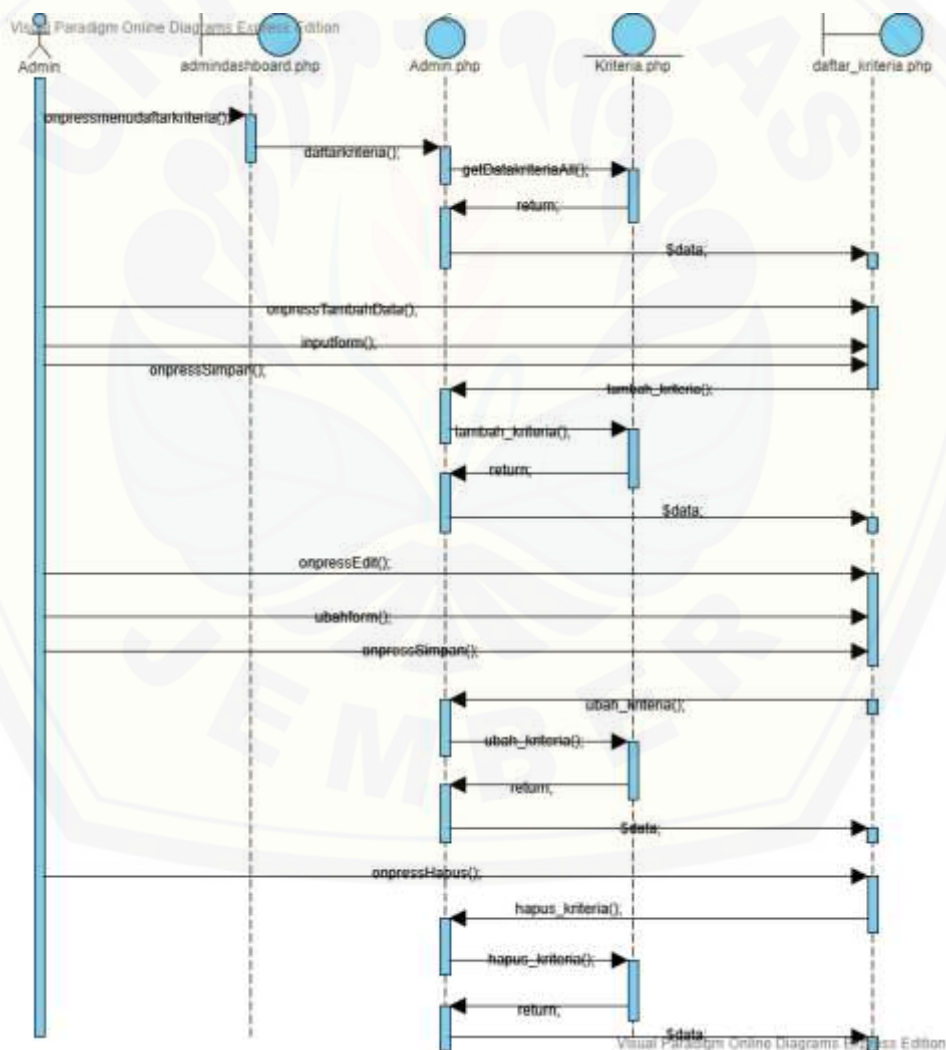 Visual Paradigm Online Diagrams Express Edition
Admin
admindashboard.php
Admin.php
Kriteria.php
daftar_kriteria.php
onpressmenudaftarkriteria();
daftarkriteria();
getDatakriteriaAll();
return;
$data;
onpressTambahData();
inputform();
onpressSimpan();
tambah_kriteria();
tambah_kriteria();
return;
$data;
onpressEdit();
ubahform();
onpressSimpan();
ubah_kriteria();
ubah_kriteria();
return;
$data;
onpressHapus();
hapus_kriteria();
hapus_kriteria();
return;
$data;
Visual Paradigm Online Diagrams Express Edition
JEMBER